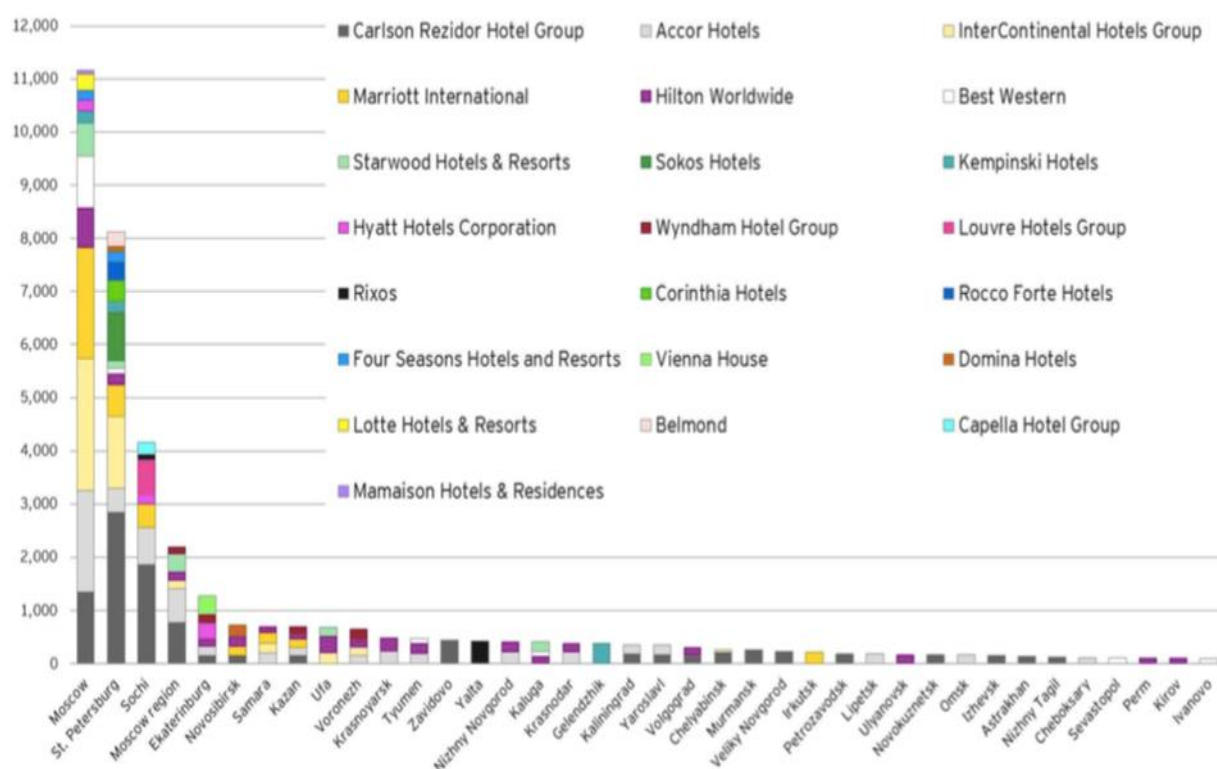 12,000
11,000
10,000
9,000
8,000
7,000
6,000
5,000
4,000
3,000
2,000
1,000
0
Carlson Rezidor Hotel Group
Accor Hotels
InterContinental Hotels Group
Marriott International
Hilton Worldwide
Best Western
Starwood Hotels & Resorts
Sokos Hotels
Kempinski Hotels
Hyatt Hotels Corporation
Wyndham Hotel Group
Louvre Hotels Group
Rixos
Corinthia Hotels
Rocco Forte Hotels
Four Seasons Hotels and Resorts
Vienna House
Domina Hotels
Lotte Hotels & Resorts
Belmond
Capella Hotel Group
Mamaison Hotels & Residences
Moscow
St. Petersburg
Sochi
Moscow region
Ekaterinburg
Novosibirsk
Samara
Kazan
Ufa
Voronezh
Krasnoyarsk
Tyumen
Zavidovo
Yalta
Nizhny Novgorod
Kaluga
Krasnodar
Gelendzhik
Kaliningrad
Yaroslavl
Volgograd
Chelyabinsk
Murmansk
Veliky Novgorod
Irkutsk
Petrozavodsk
Lipetsk
Ulyanovsk
Novokuznetsk
Omsk
Izhevsk
Astrakhan
Nizhny Tagil
Cheboksary
Sevastopol
Perm
Kirov
Ivanovo